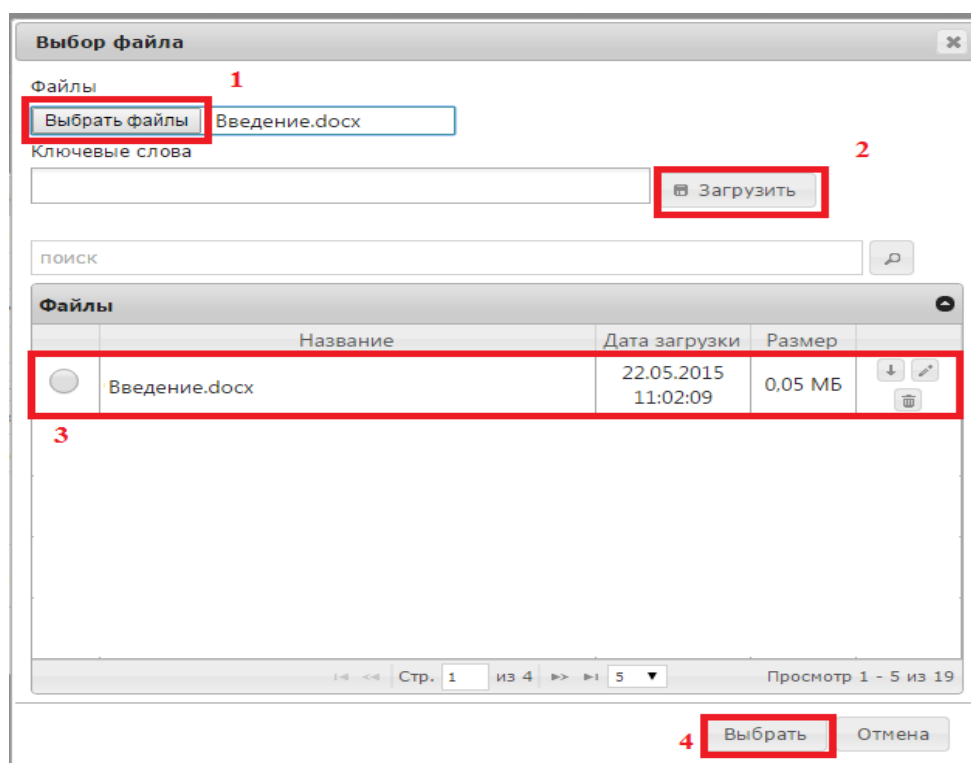 Выбор файла
1
Файлы
Выбрать файлы Введение.docx
Ключевые слова
2
Загрузить
поиск
Файлы
Название Дата загрузки Размер
Введение.docx 22.05.2015 11:02:09 0,05 МБ
3
Стр. 1 из 4 5 Просмотр 1 - 5 из 19
4 Выбрать Отмена